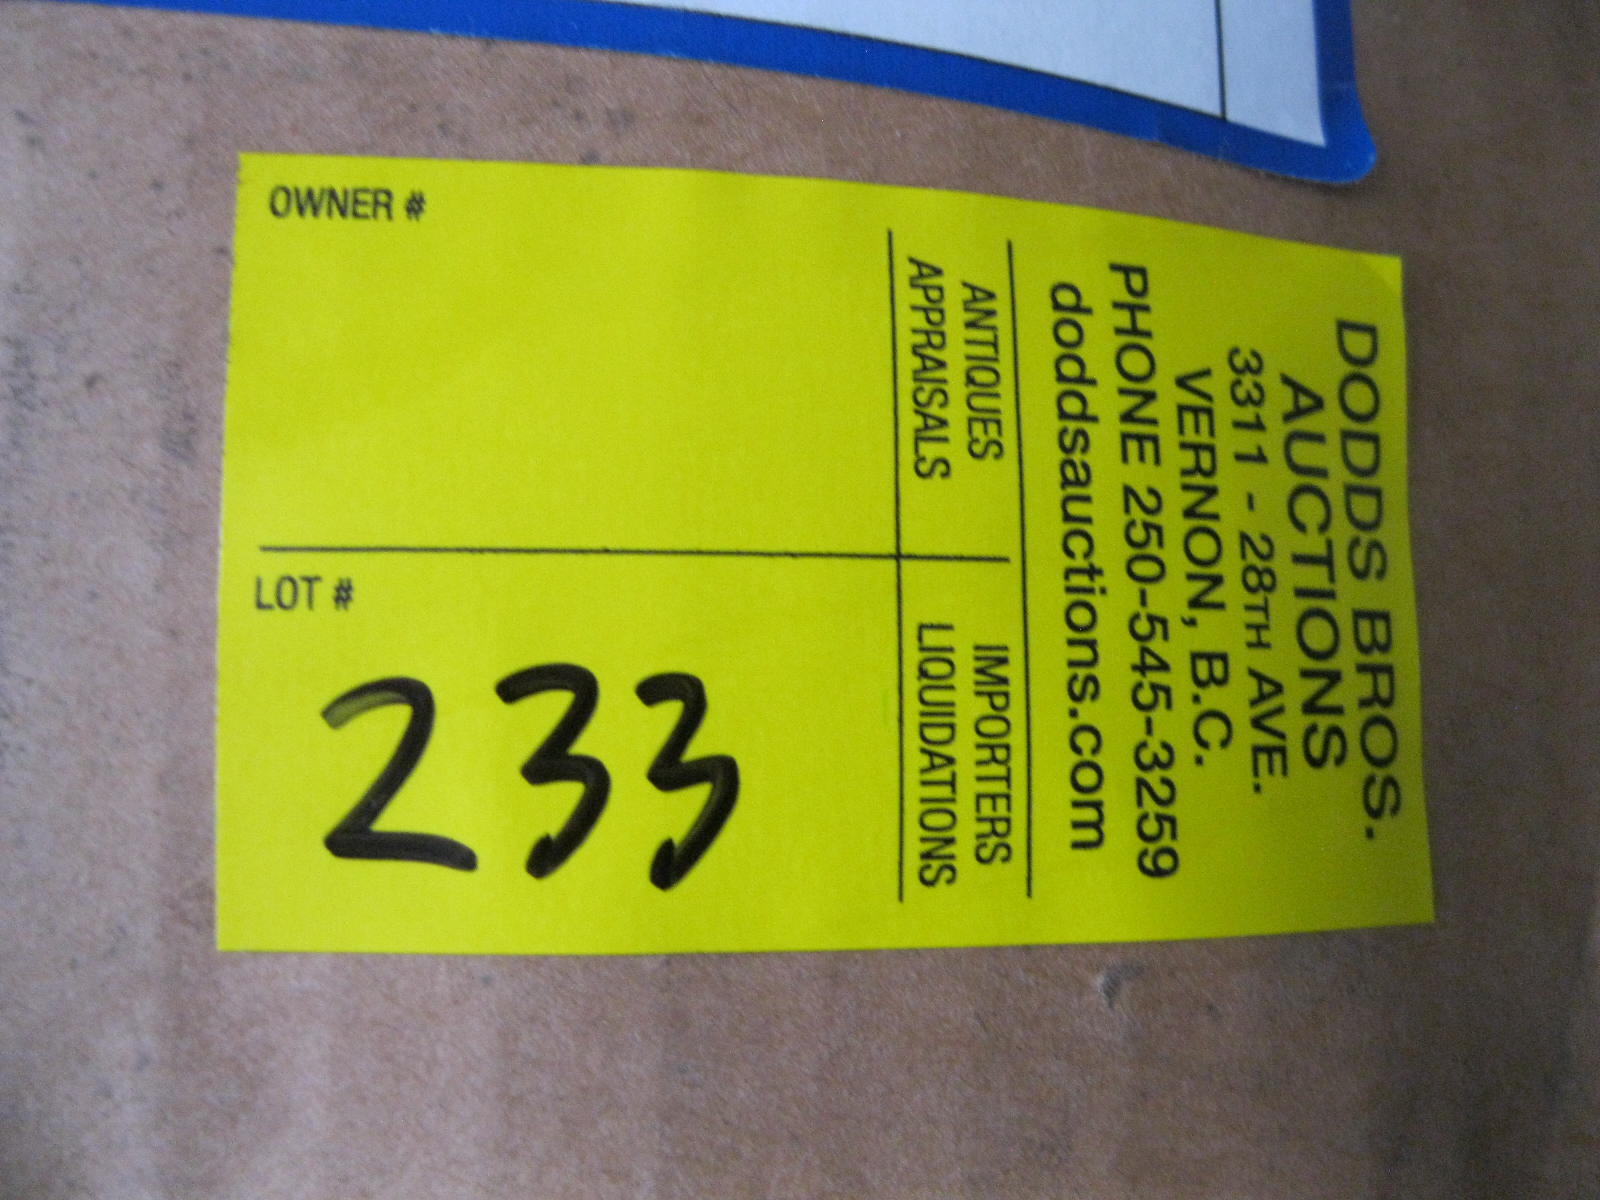 DODDS BROS.
AUCTIONS
3311 - 28TH AVE.
VERNON, B.C.
PHONE 250-545-3259
doddsauctions.com
ANTIQUES
APPRAISALS
IMPORTERS
LIQUIDATIONS
OWNER #
LOT #
233